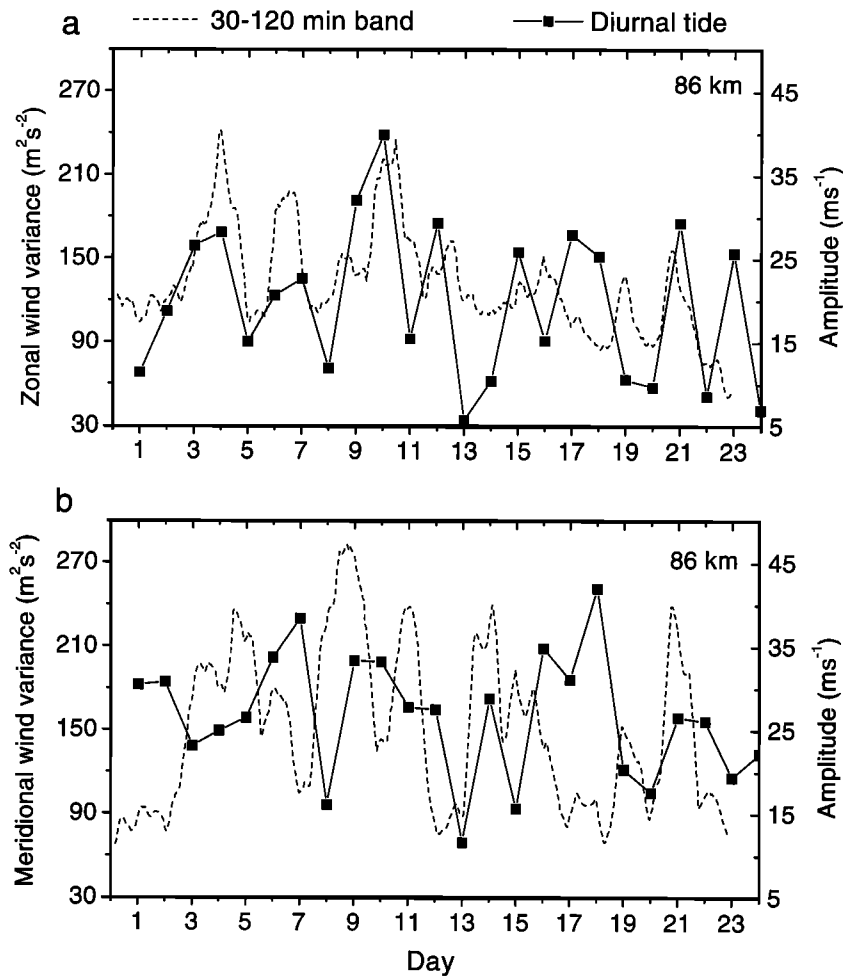 a
30-120 min band
Diurnal tide
86 km
Zonal wind variance (m²s⁻²)
270
210
150
90
30
45
35
25
15
5
Amplitude (ms⁻¹)
1 3 5 7 9 11 13 15 17 19 21 23
b
86 km
Meridional wind variance (m²s⁻²)
270
210
150
90
30
45
35
25
15
5
Amplitude (ms⁻¹)
1 3 5 7 9 11 13 15 17 19 21 23
Day